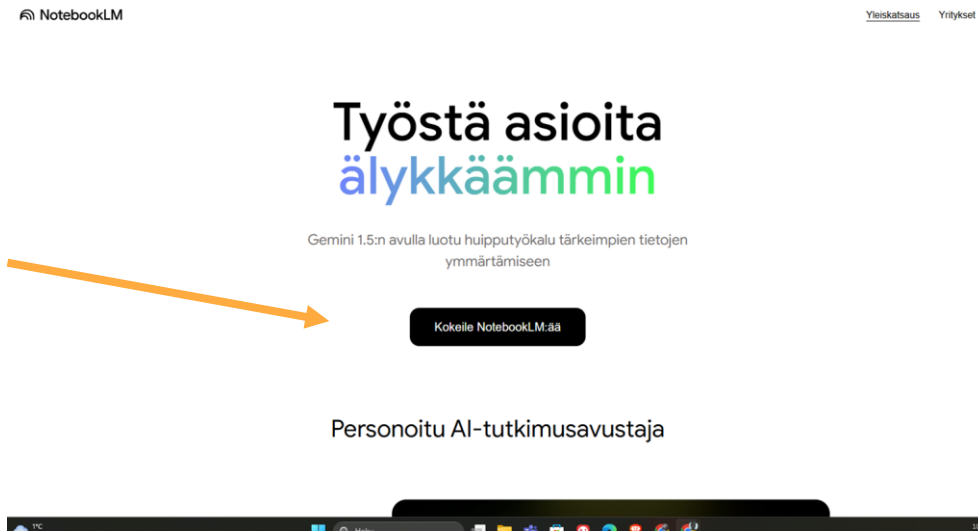 NotebookLM
Yleiskatsaus Yritykset
Työstä asioita
älykkäämmin
Gemini 1.5:n avulla luotu huipputyökalu tärkeimpien tietojen
ymmärtämiseen
Kokeile NotebookLM:ää
Personoitu AI-tutkimusavustaja
1°C